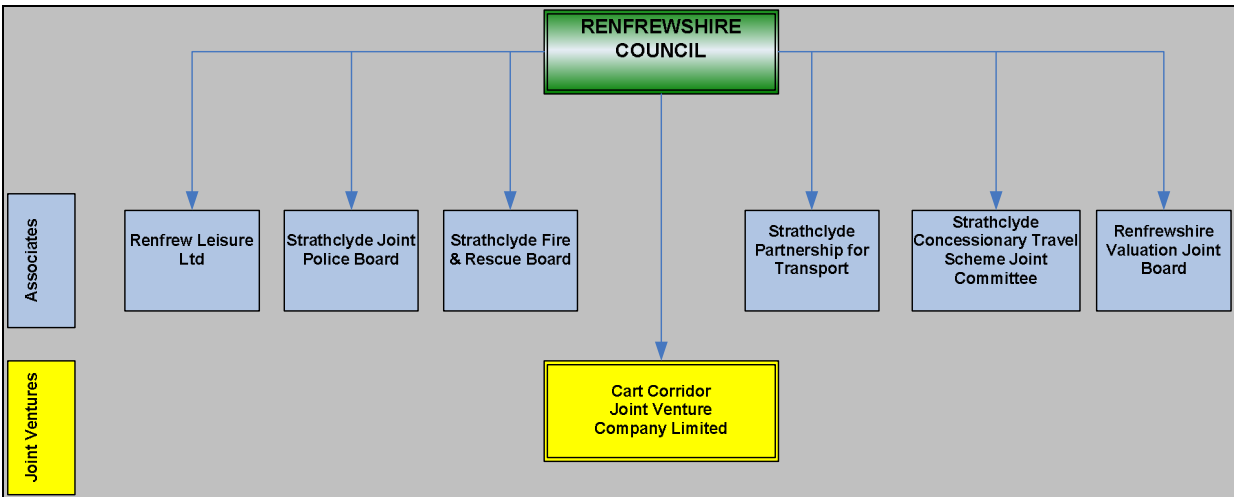 RENFREWSHIRE
COUNCIL
Associates
Renfrew Leisure
Ltd
Strathclyde Joint
Police Board
Strathclyde Fire
& Rescue Board
Strathclyde
Partnership for
Transport
Strathclyde
Concessionary Travel
Scheme Joint
Committee
Renfrewshire
Valuation Joint
Board
Joint Ventures
Cart Corridor
Joint Venture
Company Limited